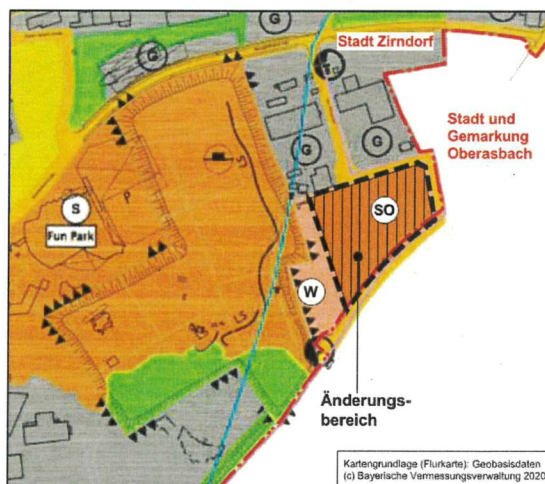 G
G
Stadt Zirndorf
G
Stadt und
Gemarkung
Oberasbach
G
G
S
Fun Park
SO
W
Änderungs-
bereich
Kartengrundlage (Flurkarte): Geobasisdaten
(c) Bayerische Vermessungsverwaltung 2020